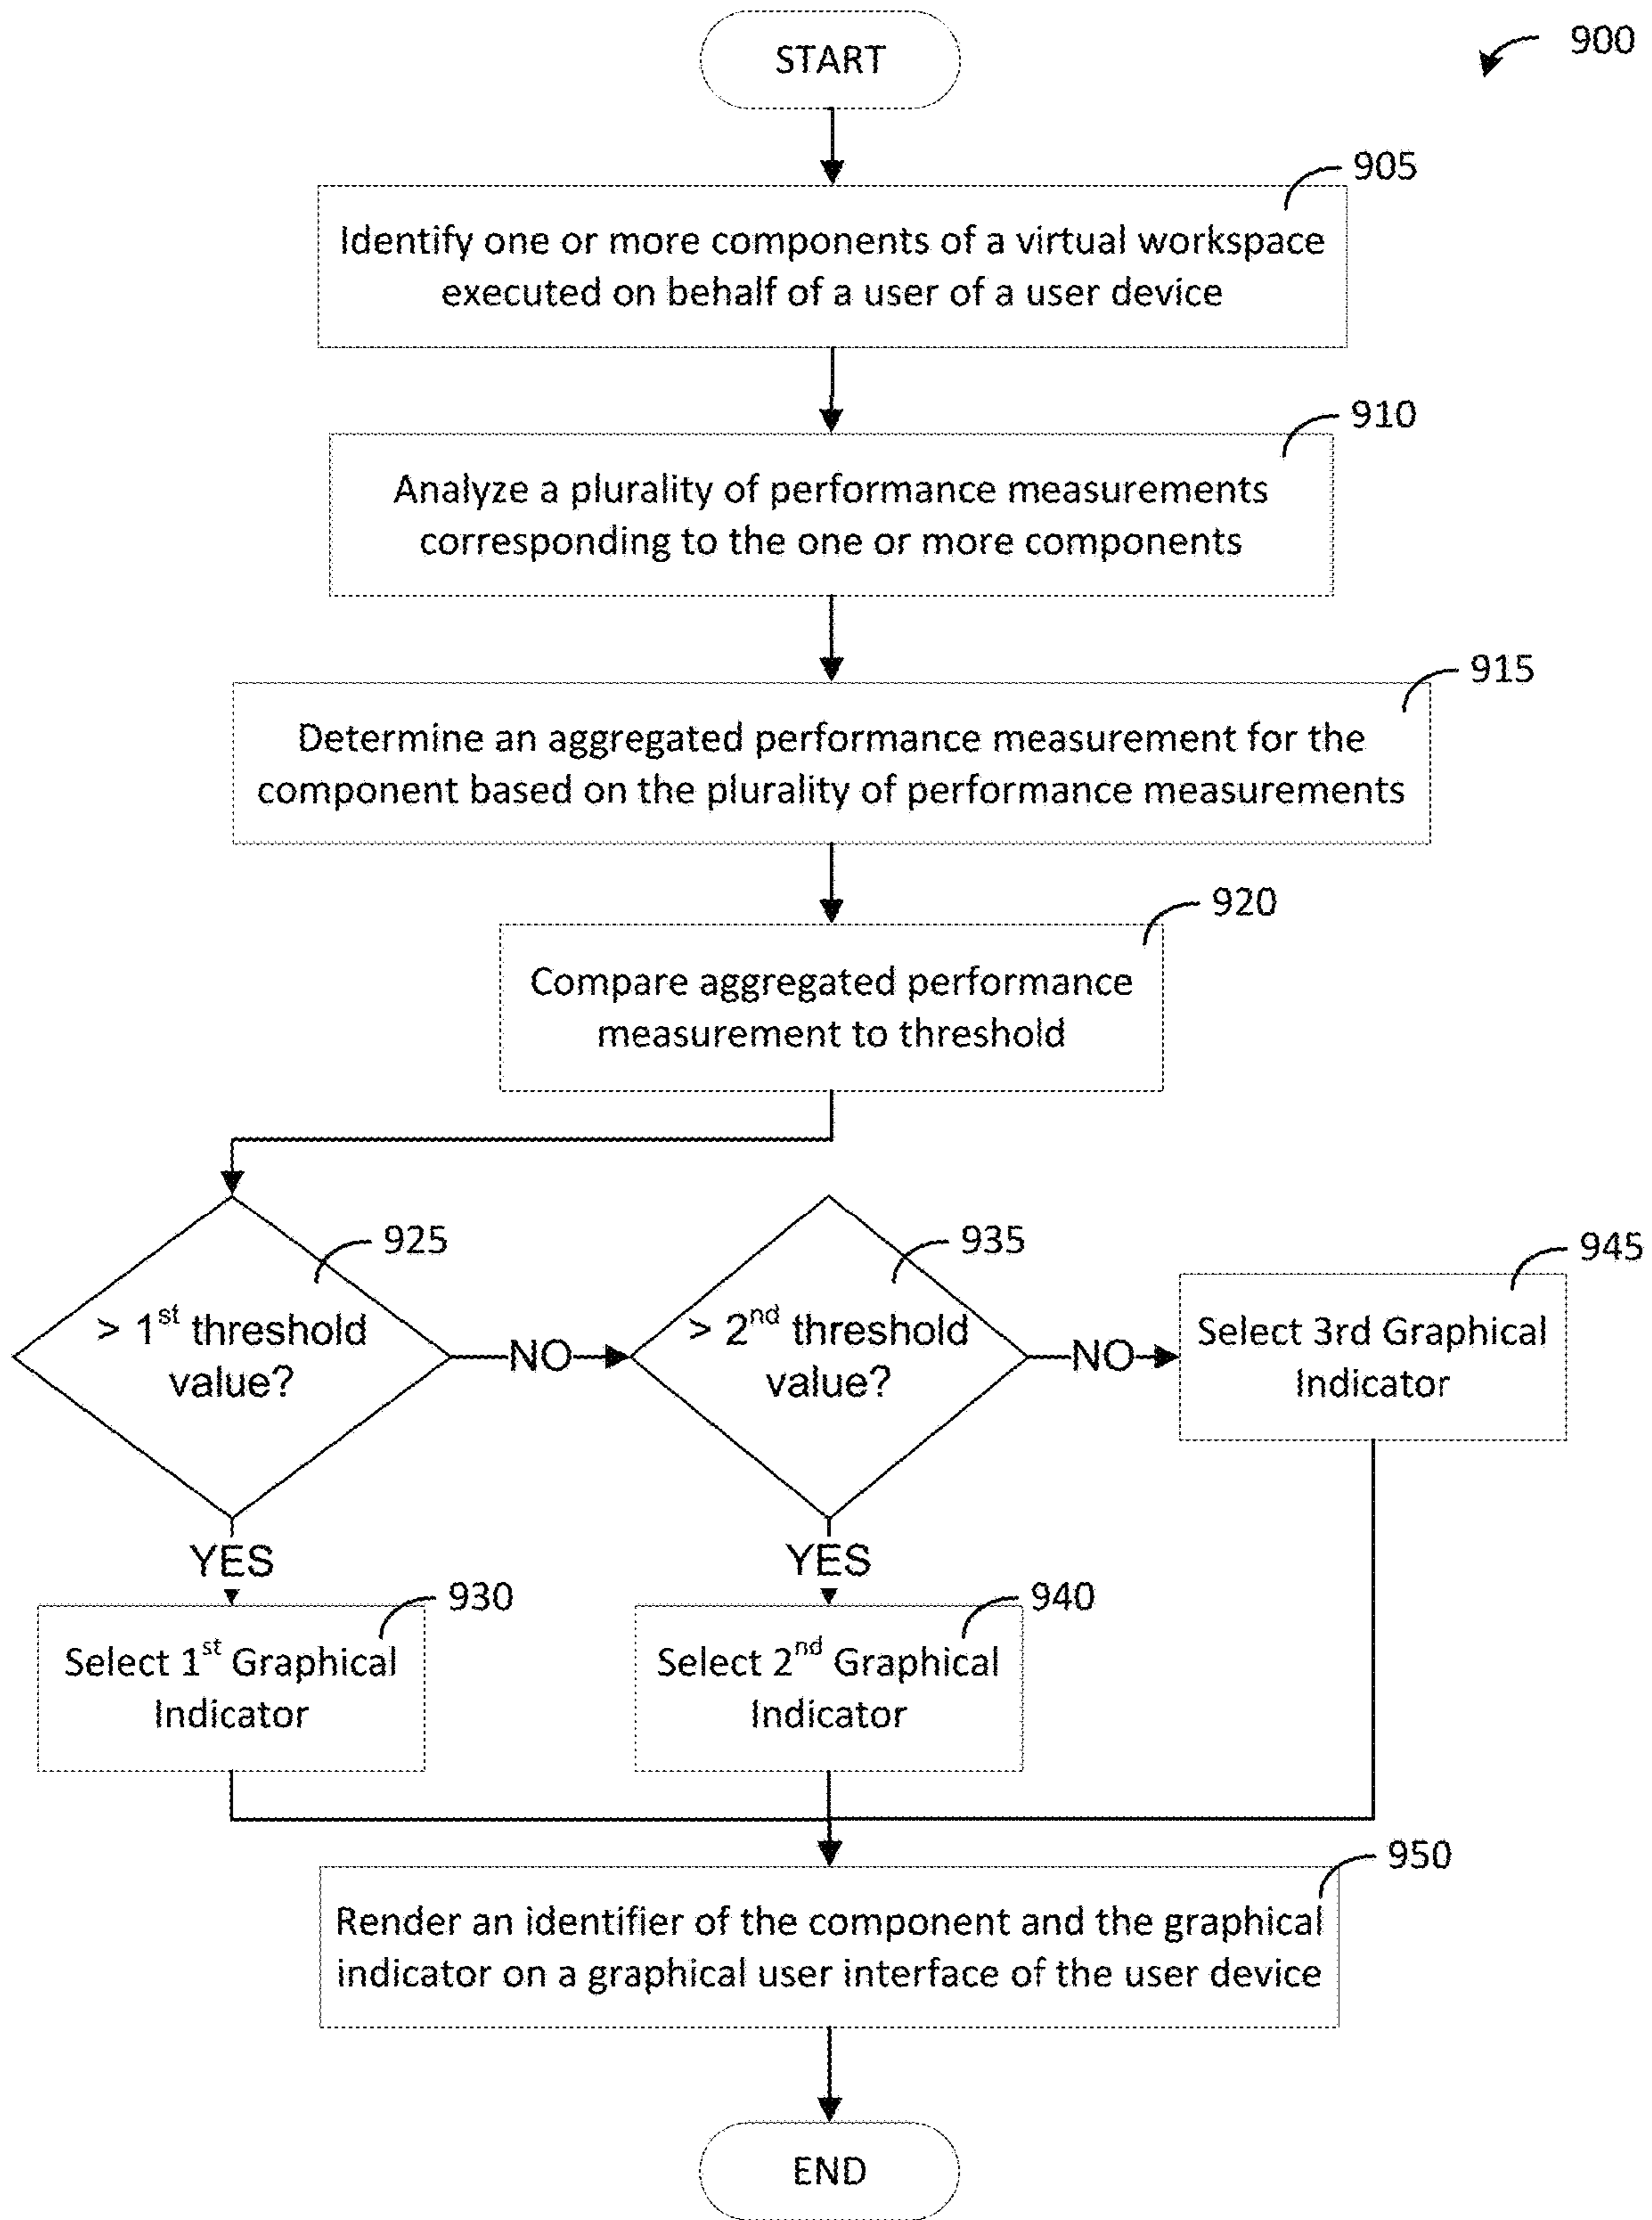 START
900
905
Identify one or more components of a virtual workspace
executed on behalf of a user of a user device
910
Analyze a plurality of performance measurements
corresponding to the one or more components
915
Determine an aggregated performance measurement for the
component based on the plurality of performance measurements
920
Compare aggregated performance
measurement to threshold
925
> 1st threshold
value?
NO
935
> 2nd threshold
value?
NO
945
Select 3rd Graphical
Indicator
YES
930
Select 1st Graphical
Indicator
YES
940
Select 2nd Graphical
Indicator
950
Render an identifier of the component and the graphical
indicator on a graphical user interface of the user device
END